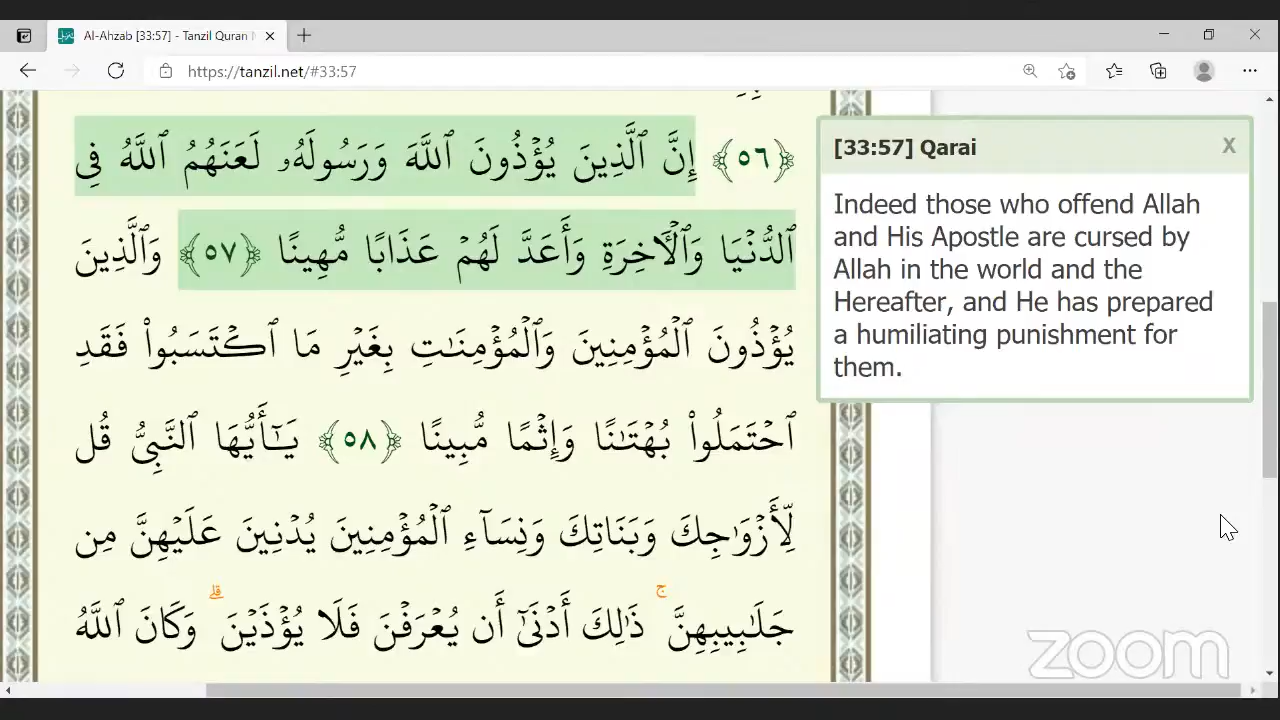 Al-Ahzab [33:57] - Tanzil Quran
https://tanzil.net/#33:57
﴿٥٦﴾ إِنَّ ٱلَّذِينَ يُؤْذُونَ ٱللَّهَ وَرَسُولَهُۥ لَعَنَهُمُ ٱللَّهُ فِى
ٱلدُّنْيَا وَٱلْـَٔاخِرَةِ وَأَعَدَّ لَهُمْ عَذَابًا مُّهِينًا ﴿٥٧﴾ وَٱلَّذِينَ
يُؤْذُونَ ٱلْمُؤْمِنِينَ وَٱلْمُؤْمِنَـٰتِ بِغَيْرِ مَا ٱكْتَسَبُوا۟ فَقَدِ
ٱحْتَمَلُوا۟ بُهْتَـٰنًا وَإِثْمًا مُّبِينًا ﴿٥٨﴾ يَـٰٓأَيُّهَا ٱلنَّبِىُّ قُل
لِّأَزْوَٰجِكَ وَبَنَاتِكَ وَنِسَآءِ ٱلْمُؤْمِنِينَ يُدْنِينَ عَلَيْهِنَّ مِن
جَلَـٰبِيبِهِنَّ ۚ ذَٰلِكَ أَدْنَىٰٓ أَن يُعْرَفْنَ فَلَا يُؤْذَيْنَ ۗ وَكَانَ ٱللَّهُ
[33:57] Qarai
X
Indeed those who offend Allah
and His Apostle are cursed by
Allah in the world and the
Hereafter, and He has prepared
a humiliating punishment for
them.
zoom